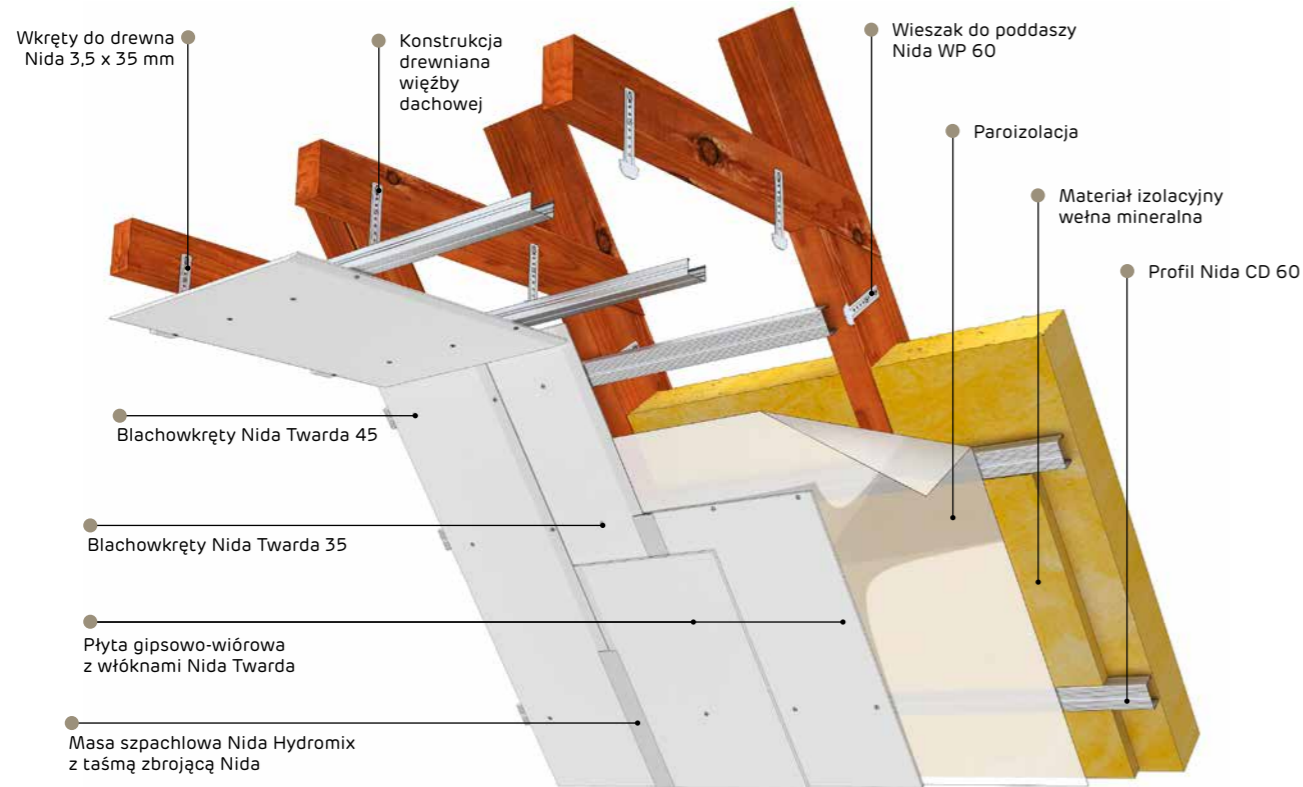 Wkręty do drewna
Nida 3,5 x 35 mm
Konstrukcja
drewniana
więźby
dachowej
Wieszak do poddaszy
Nida WP 60
Paroizolacja
Materiał izolacyjny
wełna mineralna
Profil Nida CD 60
Blachowkręty Nida Twarda 45
Blachowkręty Nida Twarda 35
Płyta gipsowo-wiórowa
z włóknami Nida Twarda
Masa szpachlowa Nida Hydromix
z taśmą zbrojącą Nida